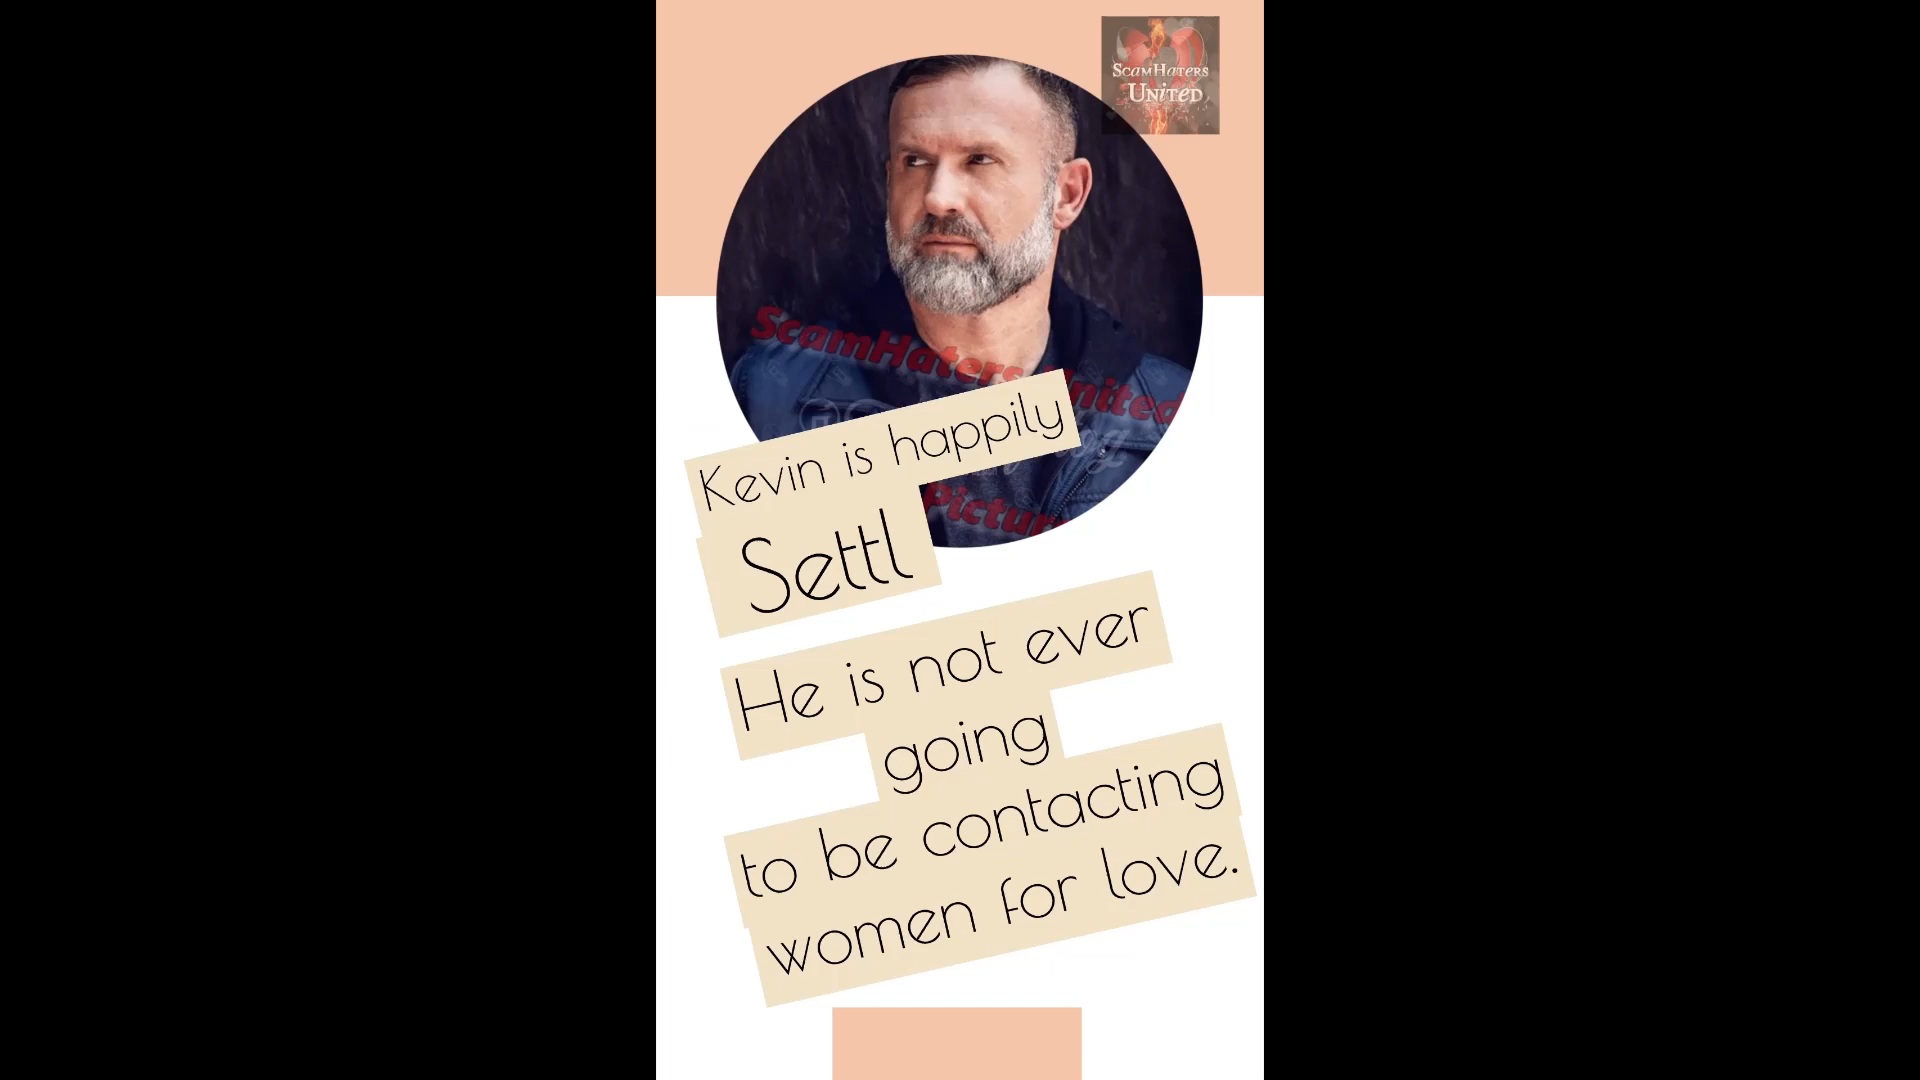 ScamHaters
United
ScamHaters United
Kevin is happily
Settl
He is not ever
going
to be contacting
women for love.